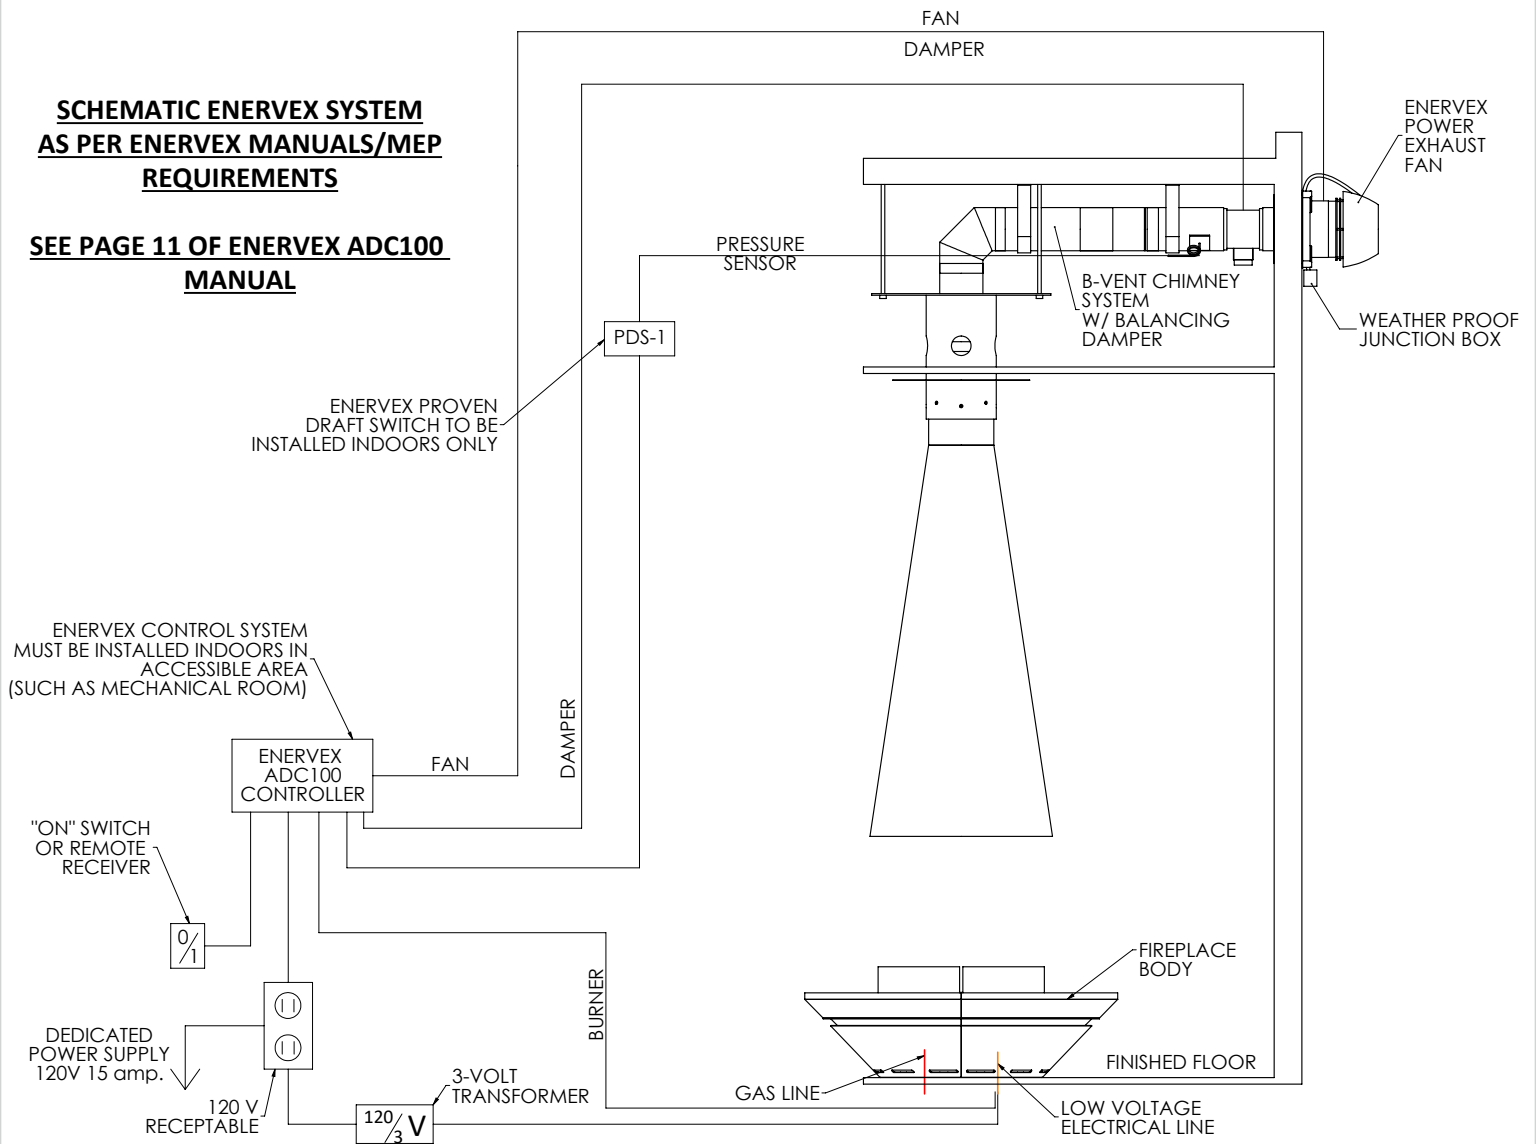 FAN
DAMPER
SCHEMATIC ENERVEX SYSTEM
AS PER ENERVEX MANUALS/MEP
REQUIREMENTS
SEE PAGE 11 OF ENERVEX ADC100
MANUAL
ENERVEX
POWER
EXHAUST
FAN
PRESSURE
SENSOR
B-VENT CHIMNEY
SYSTEM
W/ BALANCING
DAMPER
WEATHER PROOF
JUNCTION BOX
PDS-1
ENERVEX PROVEN
DRAFT SWITCH TO BE
INSTALLED INDOORS ONLY
ENERVEX CONTROL SYSTEM
MUST BE INSTALLED INDOORS IN
ACCESSIBLE AREA
(SUCH AS MECHANICAL ROOM)
DAMPER
ENERVEX
ADC100
CONTROLLER
FAN
"ON" SWITCH
OR REMOTE
RECEIVER
0/1
BURNER
FIREPLACE
BODY
DEDICATED
POWER SUPPLY
120V 15 amp.
FINISHED FLOOR
120 V
RECEPTABLE
3-VOLT
TRANSFORMER
120/3 V
GAS LINE
LOW VOLTAGE
ELECTRICAL LINE